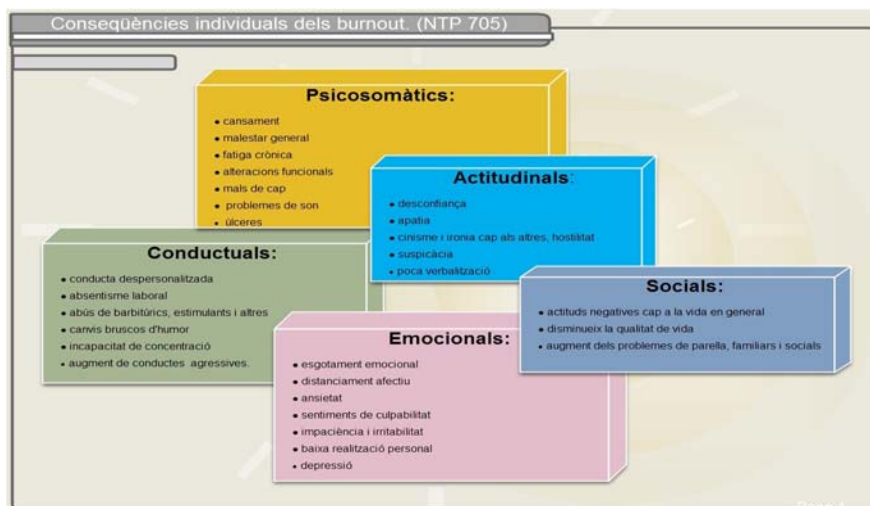 Conseqüències individuals dels burnout. (NTP 705)
Psicosomàtics:
• cansament
• malestar general
• fatiga crònica
• alteracions funcionals
• mals de cap
• problemes de son
• úlceres
Actitudinals:
• desconfiança
• apatia
• cinisme i ironia cap als altres, hostilitat
• suspicàcia
• poca verbalització
Conductuals:
• conducta despersonalitzada
• absentisme laboral
• abús de barbitúrics, estimulants i altres
• canvis bruscos d'humor
• incapacitat de concentració
• augment de conductes agressives.
Socials:
• actituds negatives cap a la vida en general
• disminueix la qualitat de vida
• augment dels problemes de parella, familiars i socials
Emocionals:
• esgotament emocional
• distanciament afectiu
• ansietat
• sentiments de culpabilitat
• impaciència i irritabilitat
• baixa realització personal
• depressió